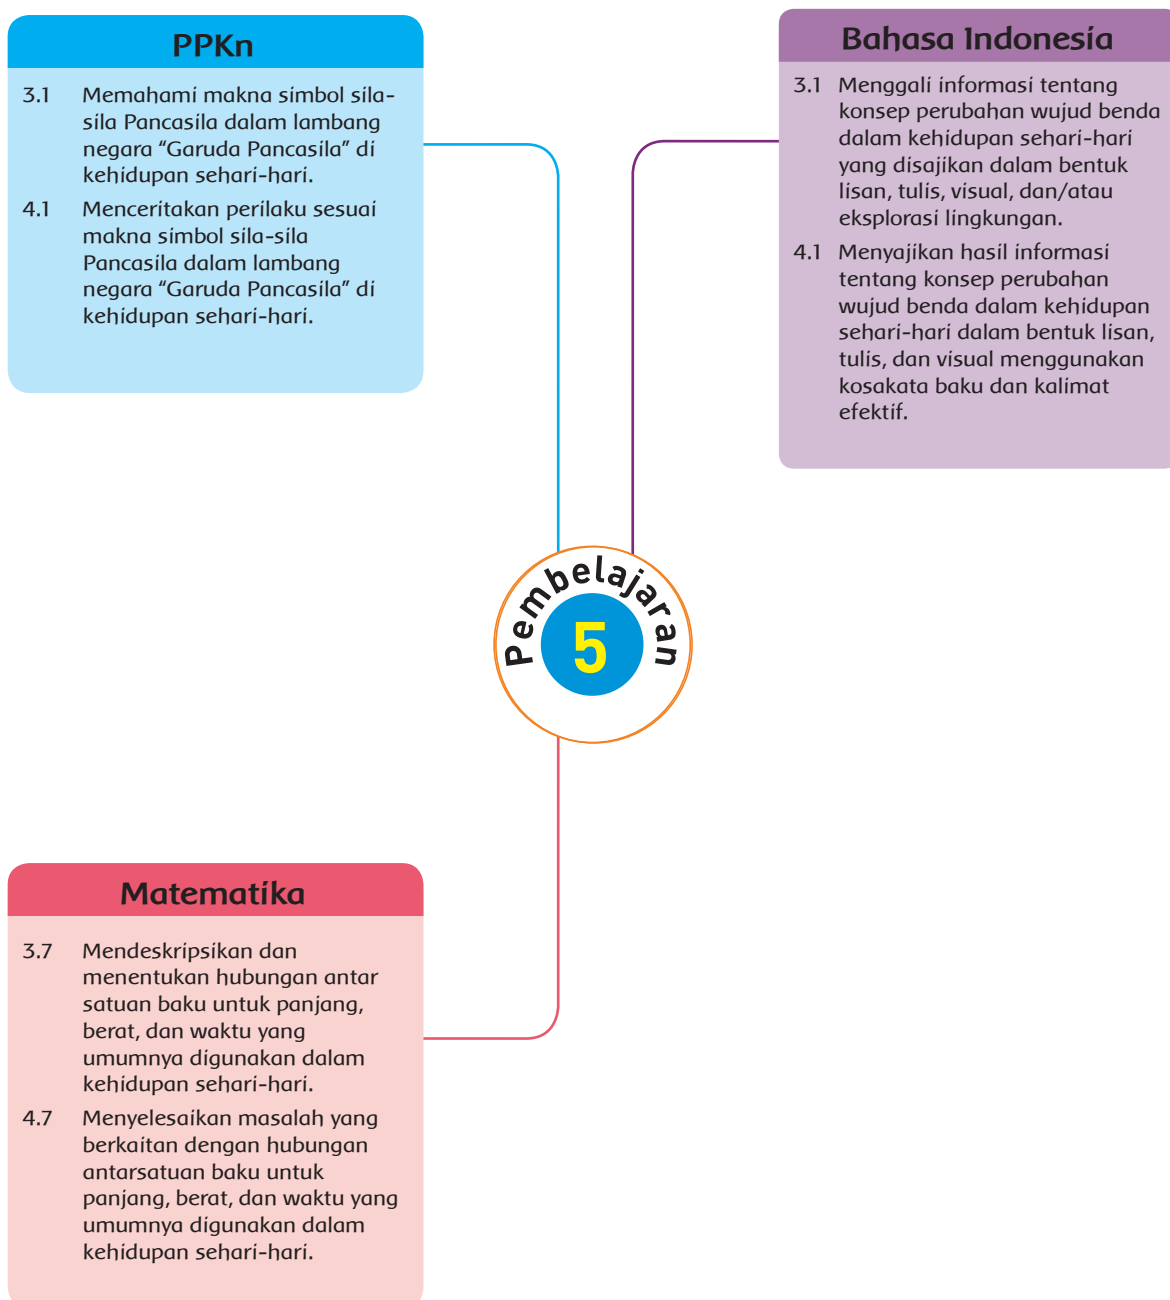 PPKn
3.1 Memahami makna simbol sila-
sila Pancasila dalam lambang
negara “Garuda Pancasila” di
kehidupan sehari-hari.
4.1 Menceritakan perilaku sesuai
makna simbol sila-sila
Pancasila dalam lambang
negara “Garuda Pancasila” di
kehidupan sehari-hari.
Bahasa Indonesia
3.1 Menggali informasi tentang
konsep perubahan wujud benda
dalam kehidupan sehari-hari
yang disajikan dalam bentuk
lisan, tulis, visual, dan/atau
eksplorasi lingkungan.
4.1 Menyajikan hasil informasi
tentang konsep perubahan
wujud benda dalam kehidupan
sehari-hari dalam bentuk lisan,
tulis, dan visual menggunakan
kosakata baku dan kalimat
efektif.
Pembelajaran
5
Matematika
3.7 Mendeskripsikan dan
menentukan hubungan antar
satuan baku untuk panjang,
berat, dan waktu yang
umumnya digunakan dalam
kehidupan sehari-hari.
4.7 Menyelesaikan masalah yang
berkaitan dengan hubungan
antarsatuan baku untuk
panjang, berat, dan waktu yang
umumnya digunakan dalam
kehidupan sehari-hari.